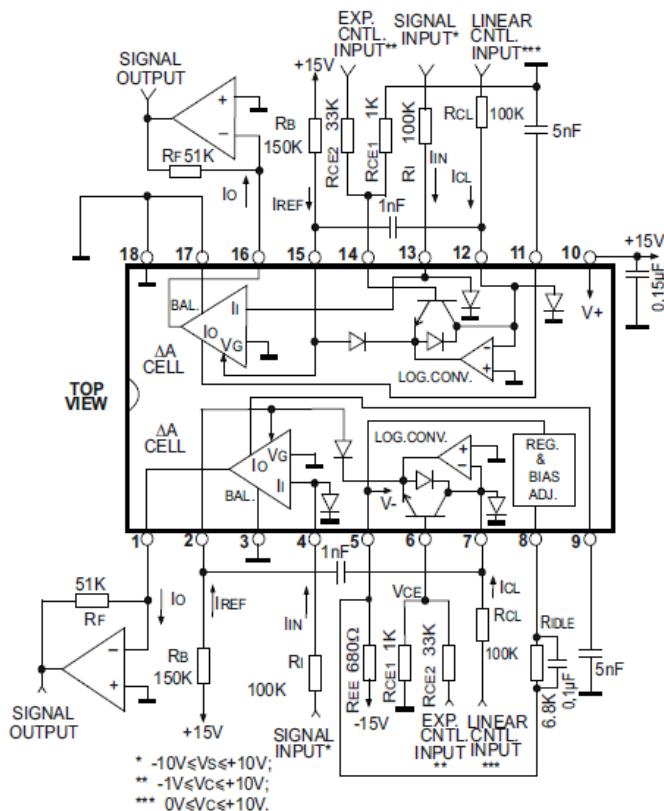 EXP. CNTL. INPUT**
SIGNAL INPUT*
LINEAR CNTL. INPUT***
SIGNAL OUTPUT
+15V
+
−
RB
150K
RCE2 33K
RCE1 1K
RI 100K
RCL 100K
5nF
RF 51K
IO
IREF
1nF
IIN
ICL
18 17 16 15 14 13 12 11 10
+15V
0,15µF
BAL.
IO
II
VG
V+
ΔA
CELL
LOG.CONV.
−
+
TOP
VIEW
ΔA
CELL
LOG.CONV.
IO
VG
II
BAL.
V-
+
−
REG.
&
BIAS
ADJ.
1 2 3 4 5 6 7 8 9
1nF
51K
RF
IO
IREF
IIN
VCE
ICL
RCL
100K
RIDLE
6.8K
0,1µF
5nF
−
+
RB
150K
+15V
RI
100K
REE 680Ω
-15V
RCE1 1K
RCE2 33K
SIGNAL OUTPUT
SIGNAL INPUT*
EXP. CNTL. INPUT **
LINEAR CNTL. INPUT ***
* -10V≤VS≤+10V;
** -1V≤VC≤+10V;
*** 0V≤VC≤+10V.